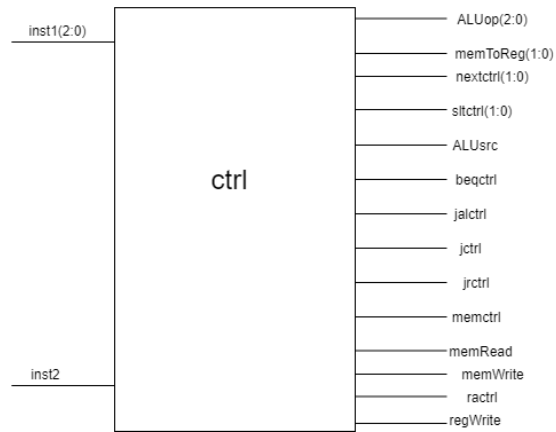 inst1(2:0)
inst2
ctrl
ALUop(2:0)
memToReg(1:0)
nextctrl(1:0)
sltctrl(1:0)
ALUsrc
beqctrl
jalctrl
jctrl
jrctrl
memctrl
memRead
memWrite
ractrl
regWrite